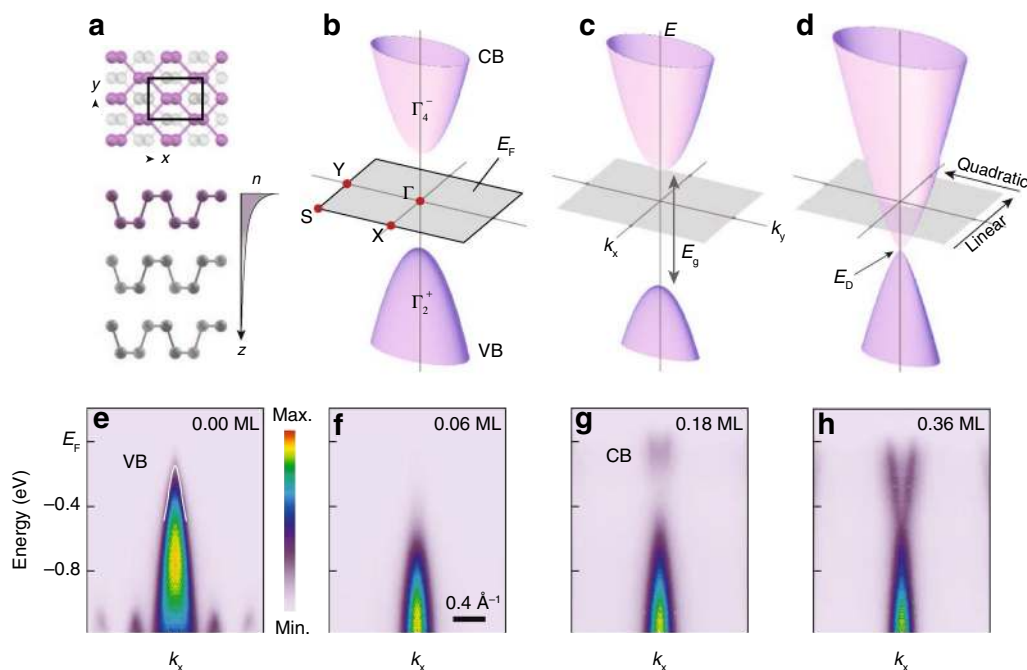 a
y
x
n
z
b
CB
Γ₄⁻
E_F
Y
Γ
S
X
Γ₂⁺
VB
c
E
k_x
k_y
E_g
d
Quadratic
Linear
E_D
e
0.00 ML
E_F
VB
−0.4
−0.8
Energy (eV)
k_x
Max.
Min.
f
0.06 ML
0.4 Å⁻¹
k_x
g
0.18 ML
CB
k_x
h
0.36 ML
k_x